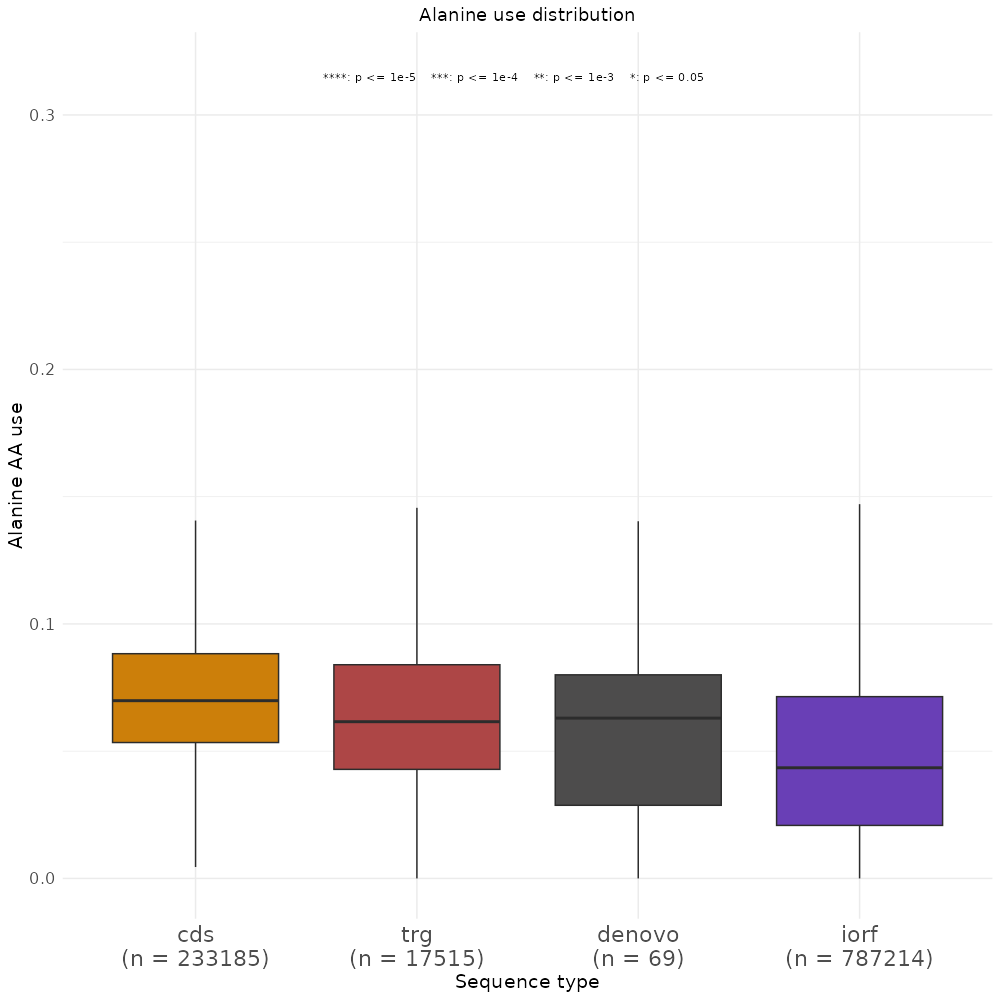 Alanine use distribution
****: p <= 1e-5 ***: p <= 1e-4 **: p <= 1e-3 *: p <= 0.05
0.3
0.2
0.1
0.0
Alanine AA use
cds trg denovo iorf
(n = 233185) (n = 17515) (n = 69) (n = 787214)
Sequence type